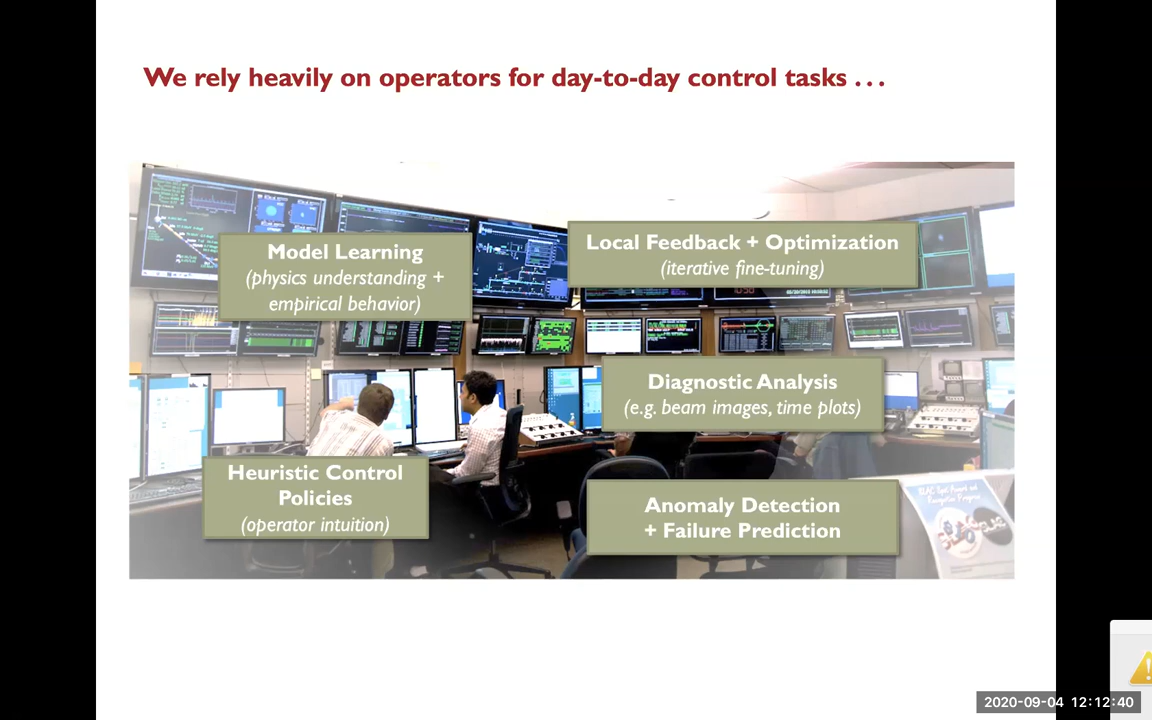 We rely heavily on operators for day-to-day control tasks . . .
Model Learning
(physics understanding +
empirical behavior)
Local Feedback + Optimization
(iterative fine-tuning)
Diagnostic Analysis
(e.g. beam images, time plots)
Heuristic Control
Policies
(operator intuition)
Anomaly Detection
+ Failure Prediction
2020-09-04 12:12:40